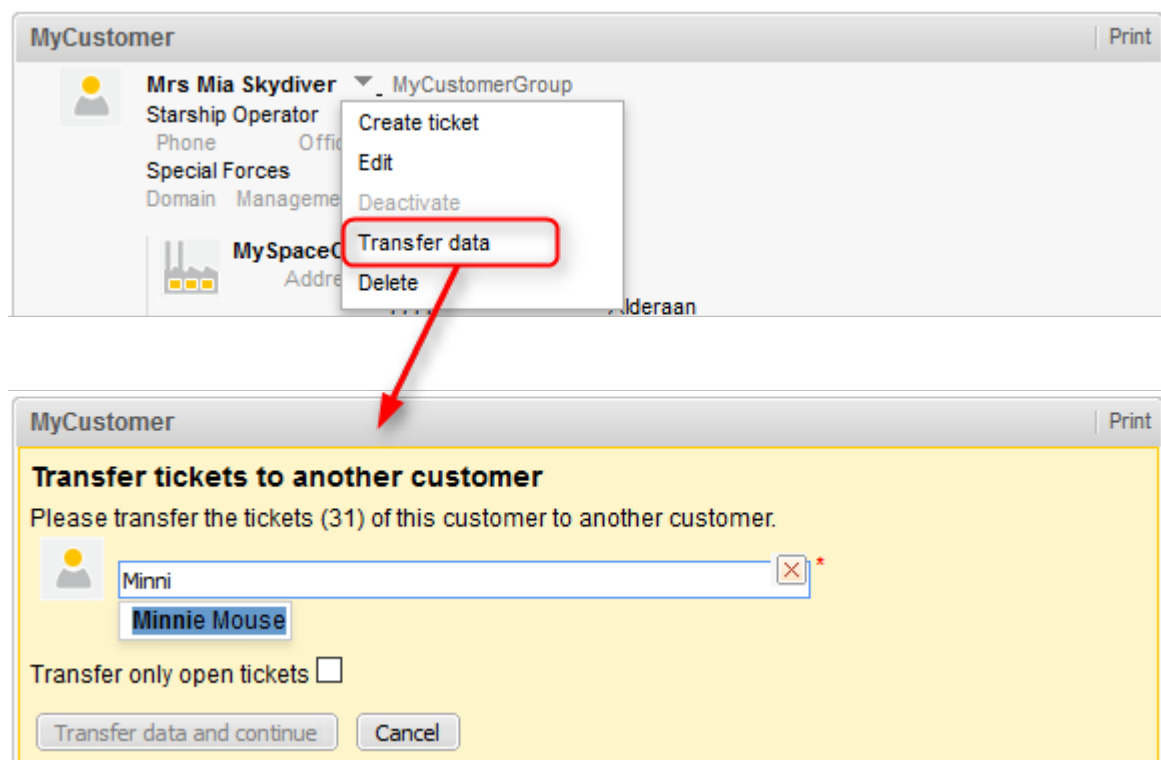 MyCustomer Print
Mrs Mia Skydiver MyCustomerGroup
Starship Operator
Create ticket
Phone
Edit
Special Forces
Domain
Deactivate
Transfer data
Delete
MyCustomer Print
Transfer tickets to another customer
Please transfer the tickets (31) of this customer to another customer.
Minni *
Minnie Mouse
Transfer only open tickets
Transfer data and continue Cancel